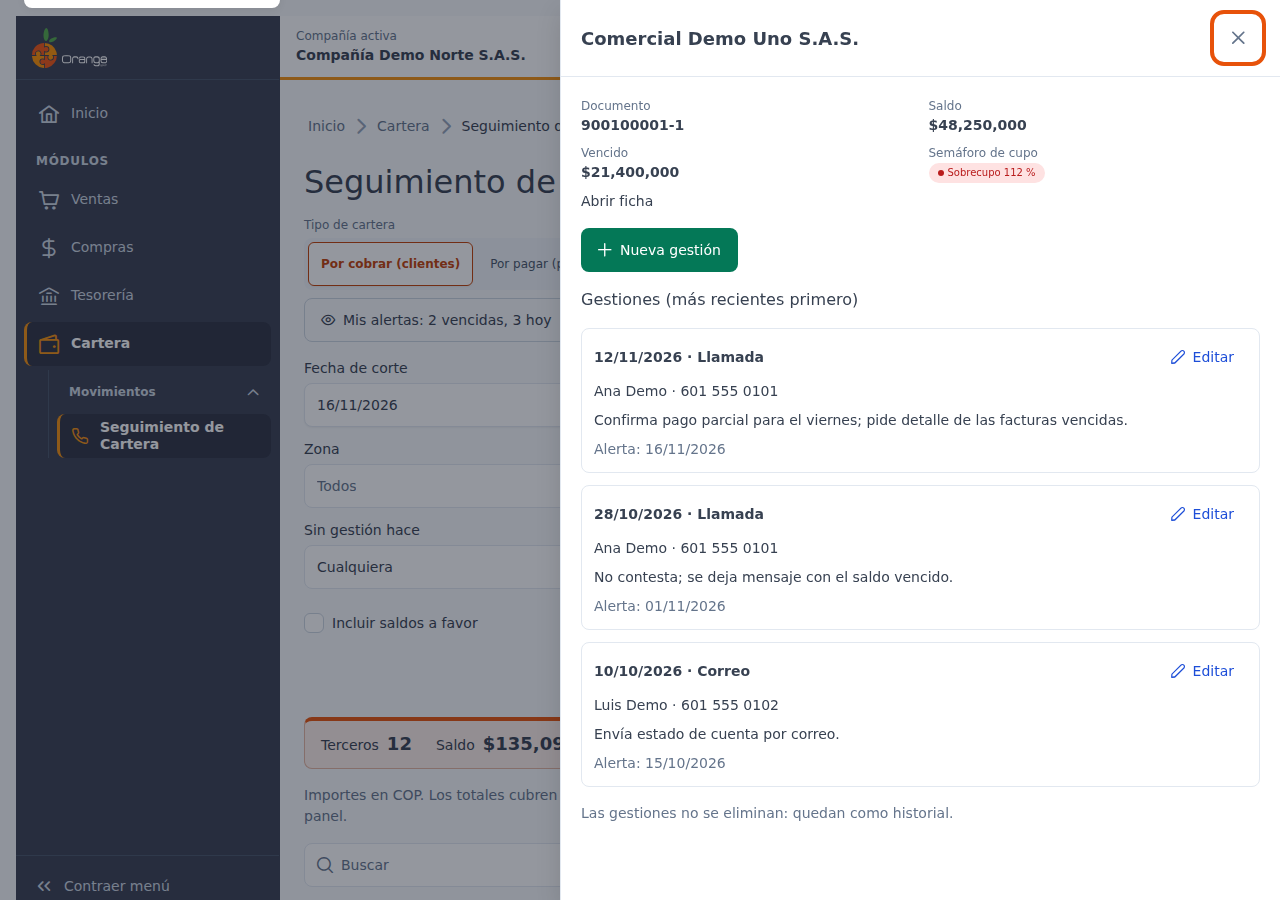 Orange
Inicio
MÓDULOS
Ventas
Compras
Tesorería
Cartera
Movimientos
Seguimiento de
Cartera
Contraer menú
Compañía activa
Compañía Demo Norte S.A.S.
Inicio
Cartera
Seguimiento
Seguimiento de
Tipo de cartera
Por cobrar (clientes)
Por pagar (p
Mis alertas: 2 vencidas, 3 hoy
Fecha de corte
16/11/2026
Zona
Todos
Sin gestión hace
Cualquiera
Incluir saldos a favor
Terceros 12 Saldo $135,09
Importes en COP. Los totales cubren
panel.
Buscar
Comercial Demo Uno S.A.S.
Documento
900100001-1
Saldo
$48,250,000
Vencido
$21,400,000
Semáforo de cupo
Sobrecupo 112 %
Abrir ficha
Nueva gestión
Gestiones (más recientes primero)
12/11/2026 · Llamada
Editar
Ana Demo · 601 555 0101
Confirma pago parcial para el viernes; pide detalle de las facturas vencidas.
Alerta: 16/11/2026
28/10/2026 · Llamada
Editar
Ana Demo · 601 555 0101
No contesta; se deja mensaje con el saldo vencido.
Alerta: 01/11/2026
10/10/2026 · Correo
Editar
Luis Demo · 601 555 0102
Envía estado de cuenta por correo.
Alerta: 15/10/2026
Las gestiones no se eliminan: quedan como historial.